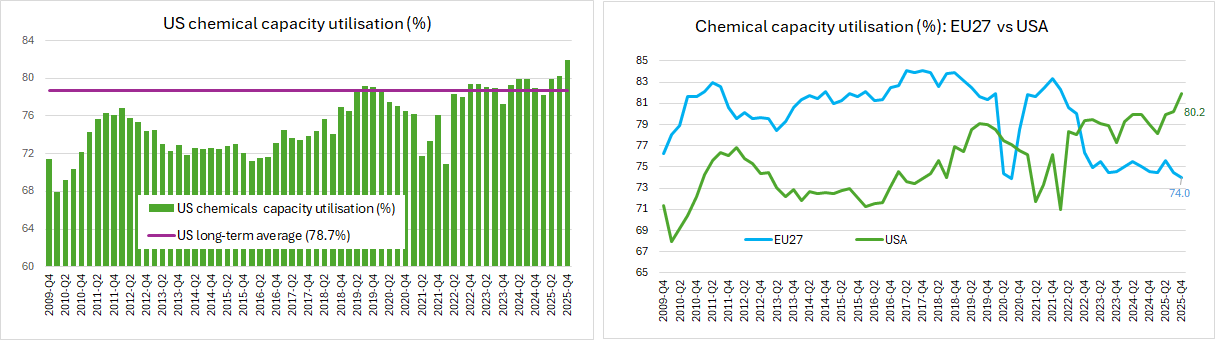 US chemical capacity utilisation (%)
84
80
76
72
68
64
60
US chemicals capacity utilisation (%)
US long-term average (78.7%)
2009-Q4
2010-Q2
2010-Q4
2011-Q2
2011-Q4
2012-Q2
2012-Q4
2013-Q2
2013-Q4
2014-Q2
2014-Q4
2015-Q2
2015-Q4
2016-Q2
2016-Q4
2017-Q2
2017-Q4
2018-Q2
2018-Q4
2019-Q2
2019-Q4
2020-Q2
2020-Q4
2021-Q2
2021-Q4
2022-Q2
2022-Q4
2023-Q2
2023-Q4
2024-Q2
2024-Q4
2025-Q2
2025-Q4
Chemical capacity utilisation (%): EU27 vs USA
85
83
81
79
77
75
73
71
69
67
65
80.2
74.0
EU27
USA
2009-Q4
2010-Q2
2010-Q4
2011-Q2
2011-Q4
2012-Q2
2012-Q4
2013-Q2
2013-Q4
2014-Q2
2014-Q4
2015-Q2
2015-Q4
2016-Q2
2016-Q4
2017-Q2
2017-Q4
2018-Q2
2018-Q4
2019-Q2
2019-Q4
2020-Q2
2020-Q4
2021-Q2
2021-Q4
2022-Q2
2022-Q4
2023-Q2
2023-Q4
2024-Q2
2024-Q4
2025-Q2
2025-Q4